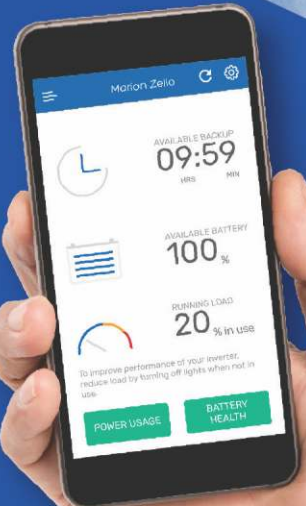 Marion Zelio
AVAILABLE BACKUP
09:59
HRS MIN
AVAILABLE BATTERY
100 %
RUNNING LOAD
20 % in use
To improve performance of your inverter,
reduce load by turning off lights when not in
use.
POWER USAGE
BATTERY
HEALTH